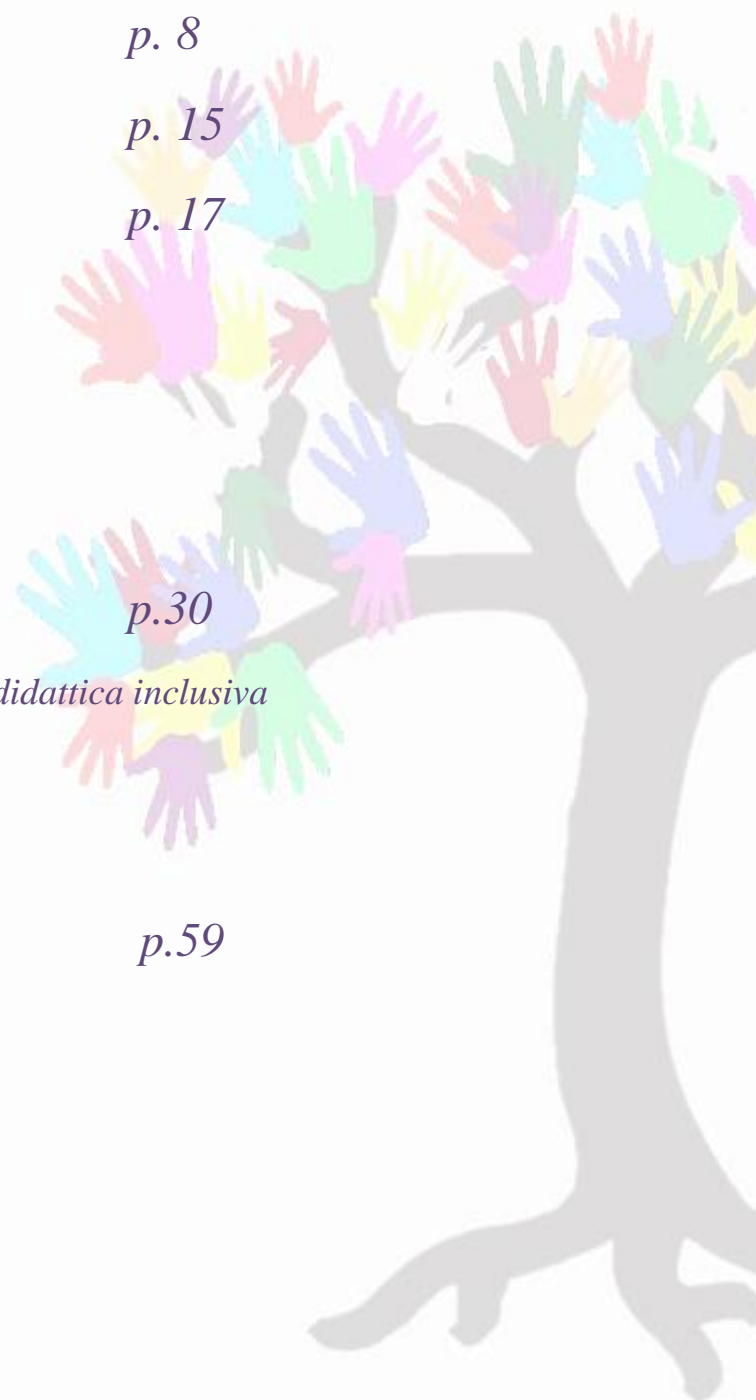 p. 8
p. 15
p. 17
p.30
didattica inclusiva
p.59